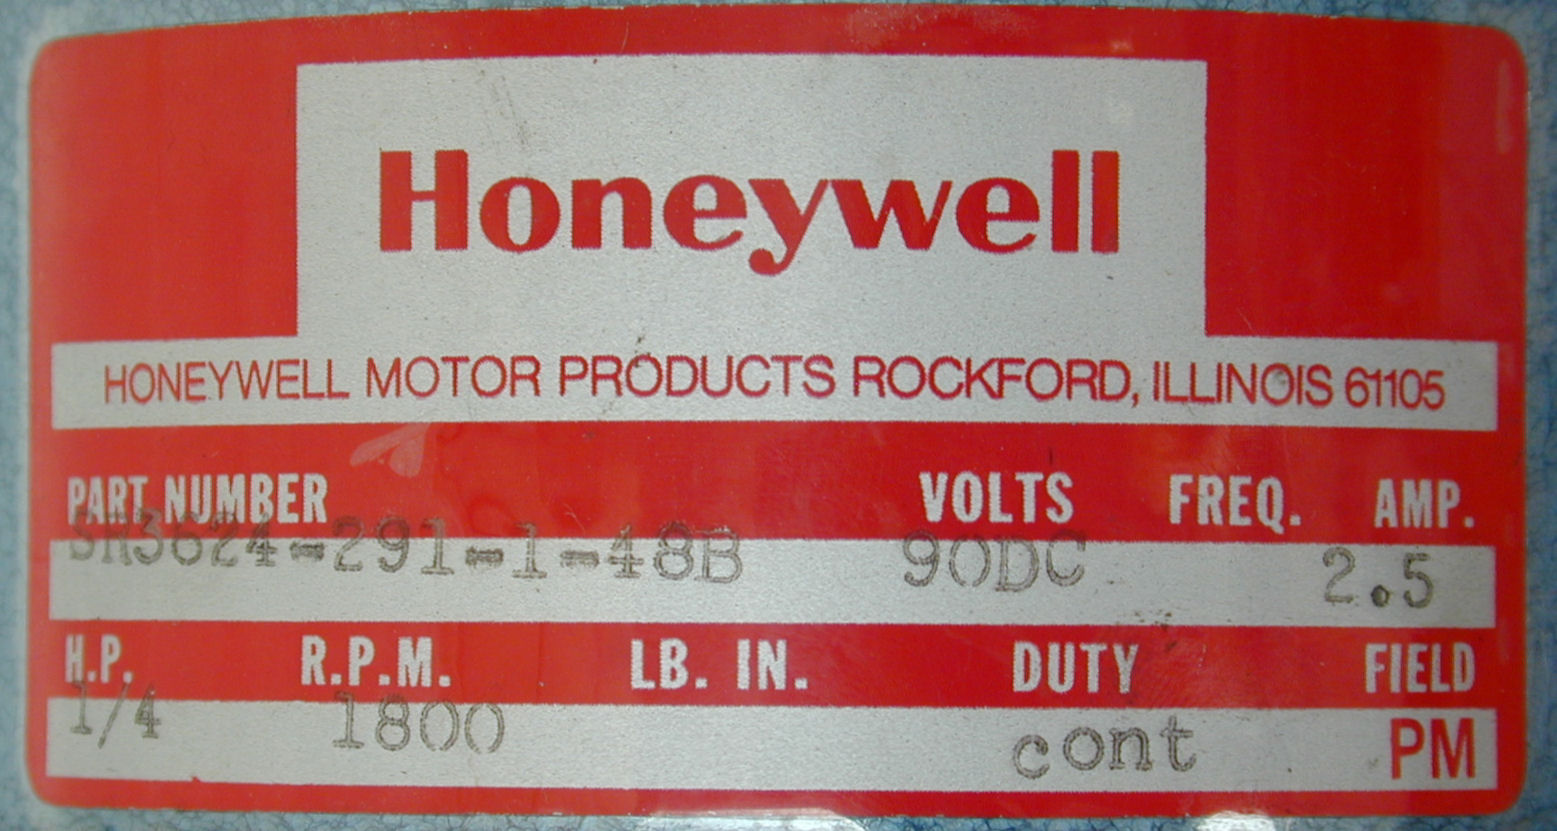 Honeywell
HONEYWELL MOTOR PRODUCTS ROCKFORD, ILLINOIS 61105
PART NUMBER VOLTS FREQ. AMP.
SR3624-291-1-48B 90DC 2.5
H.P. R.P.M. LB. IN. DUTY FIELD
1/4 1800 cont PM